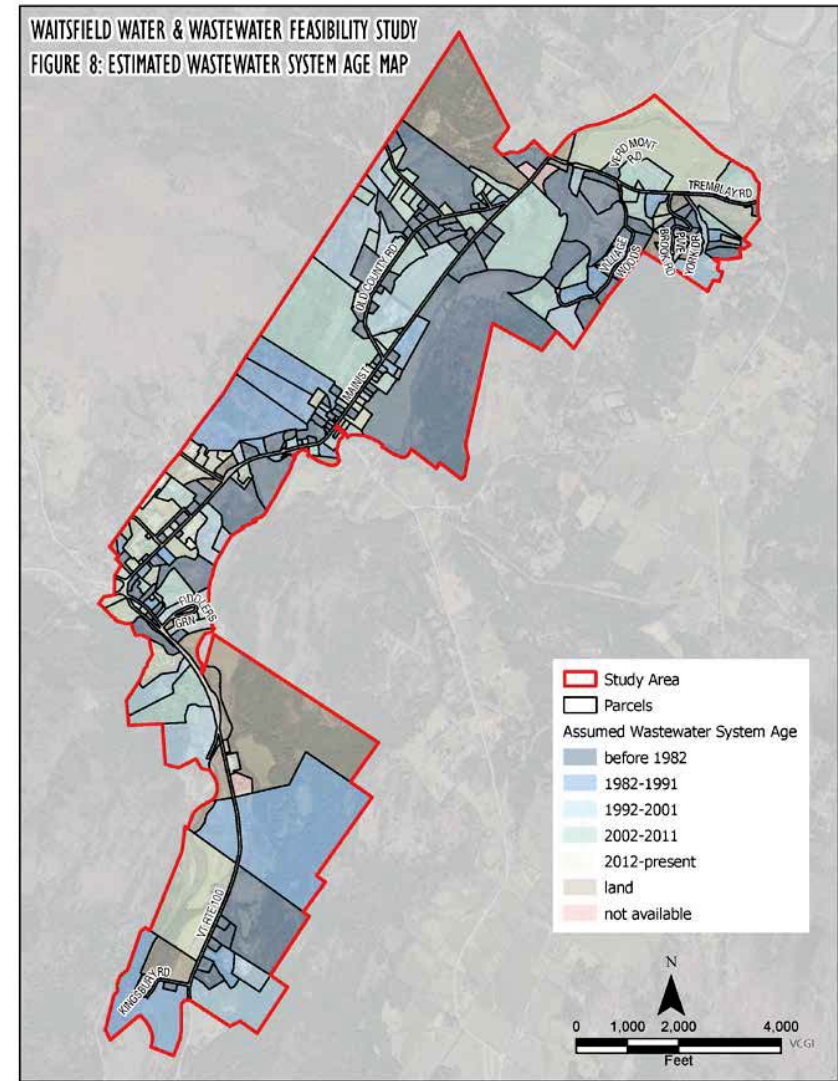 WAITSFIELD WATER & WASTEWATER FEASIBILITY STUDY
FIGURE 8: ESTIMATED WASTEWATER SYSTEM AGE MAP
VERD MONT
RD
TREMBLAY RD
OLD COUNTY RD
VILLAGE
WOODS
BROOK RD
PINE
YORK DR
MAIN ST
FIDDLERS
GRN
VT RTE 100
KINGSBURY RD
Study Area
Parcels
Assumed Wastewater System Age
before 1982
1982-1991
1992-2001
2002-2011
2012-present
land
not available
N
0 1,000 2,000 4,000
Feet
VCGI